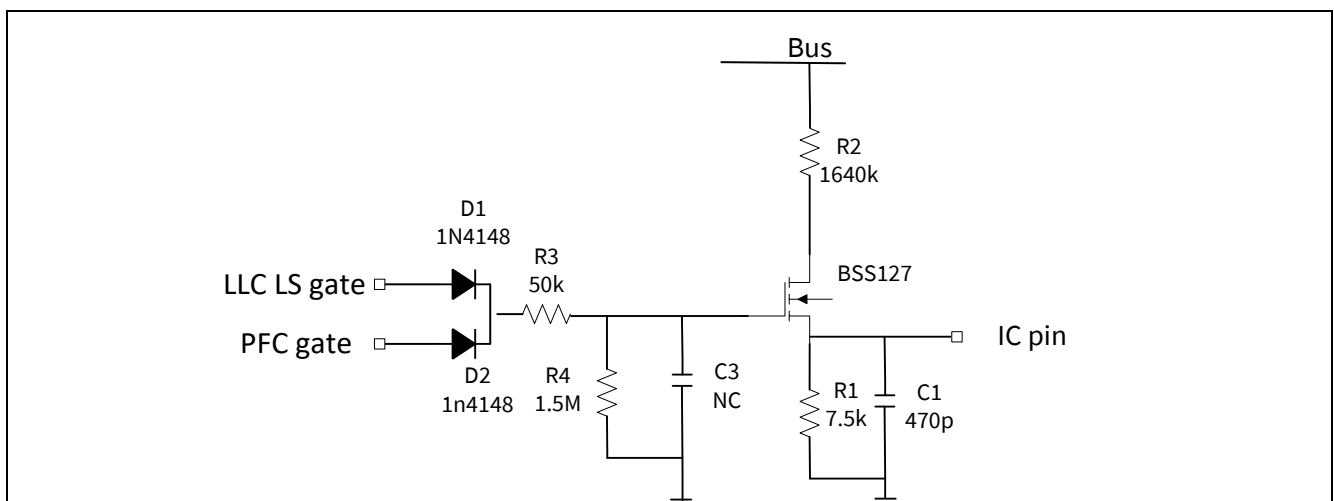 Bus
R2
1640k
D1
1N4148
R3
50k
BSS127
LLC LS gate
PFC gate
IC pin
D2
1n4148
R4
1.5M
C3
NC
R1
7.5k
C1
470p